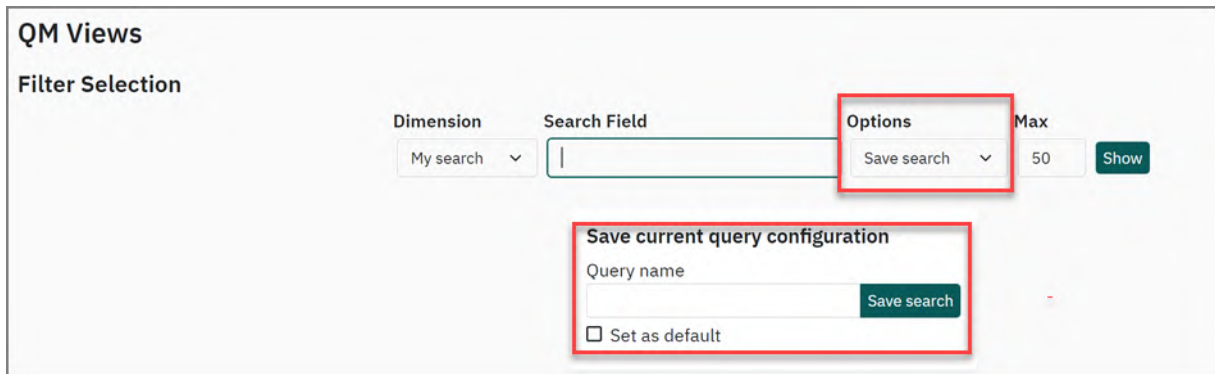 QM Views
Filter Selection
Dimension Search Field Options Max
My search Save search 50 Show
Save current query configuration
Query name
Save search
Set as default